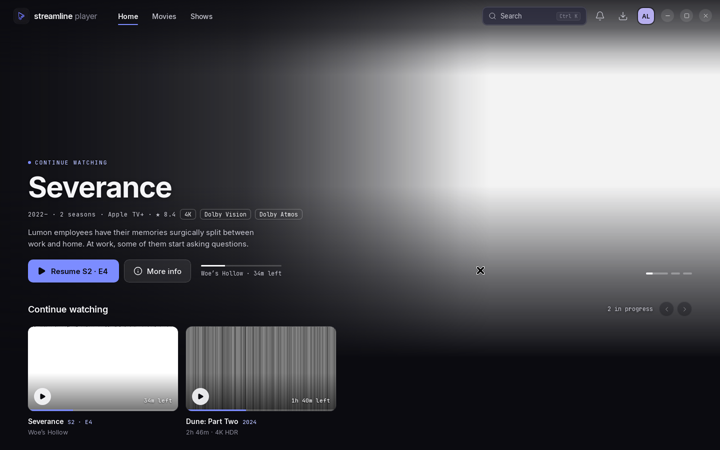 streamline player
Home Movies Shows
Search Ctrl K
AL
CONTINUE WATCHING
Severance
2022– · 2 seasons · Apple TV+ · ★ 8.4 4K Dolby Vision Dolby Atmos
Lumon employees have their memories surgically split between
work and home. At work, some of them start asking questions.
Resume S2 · E4 More info
Woe's Hollow · 34m left
Continue watching
2 in progress
34m left
1h 40m left
Severance S2 · E4
Woe's Hollow
Dune: Part Two 2024
2h 46m · 4K HDR